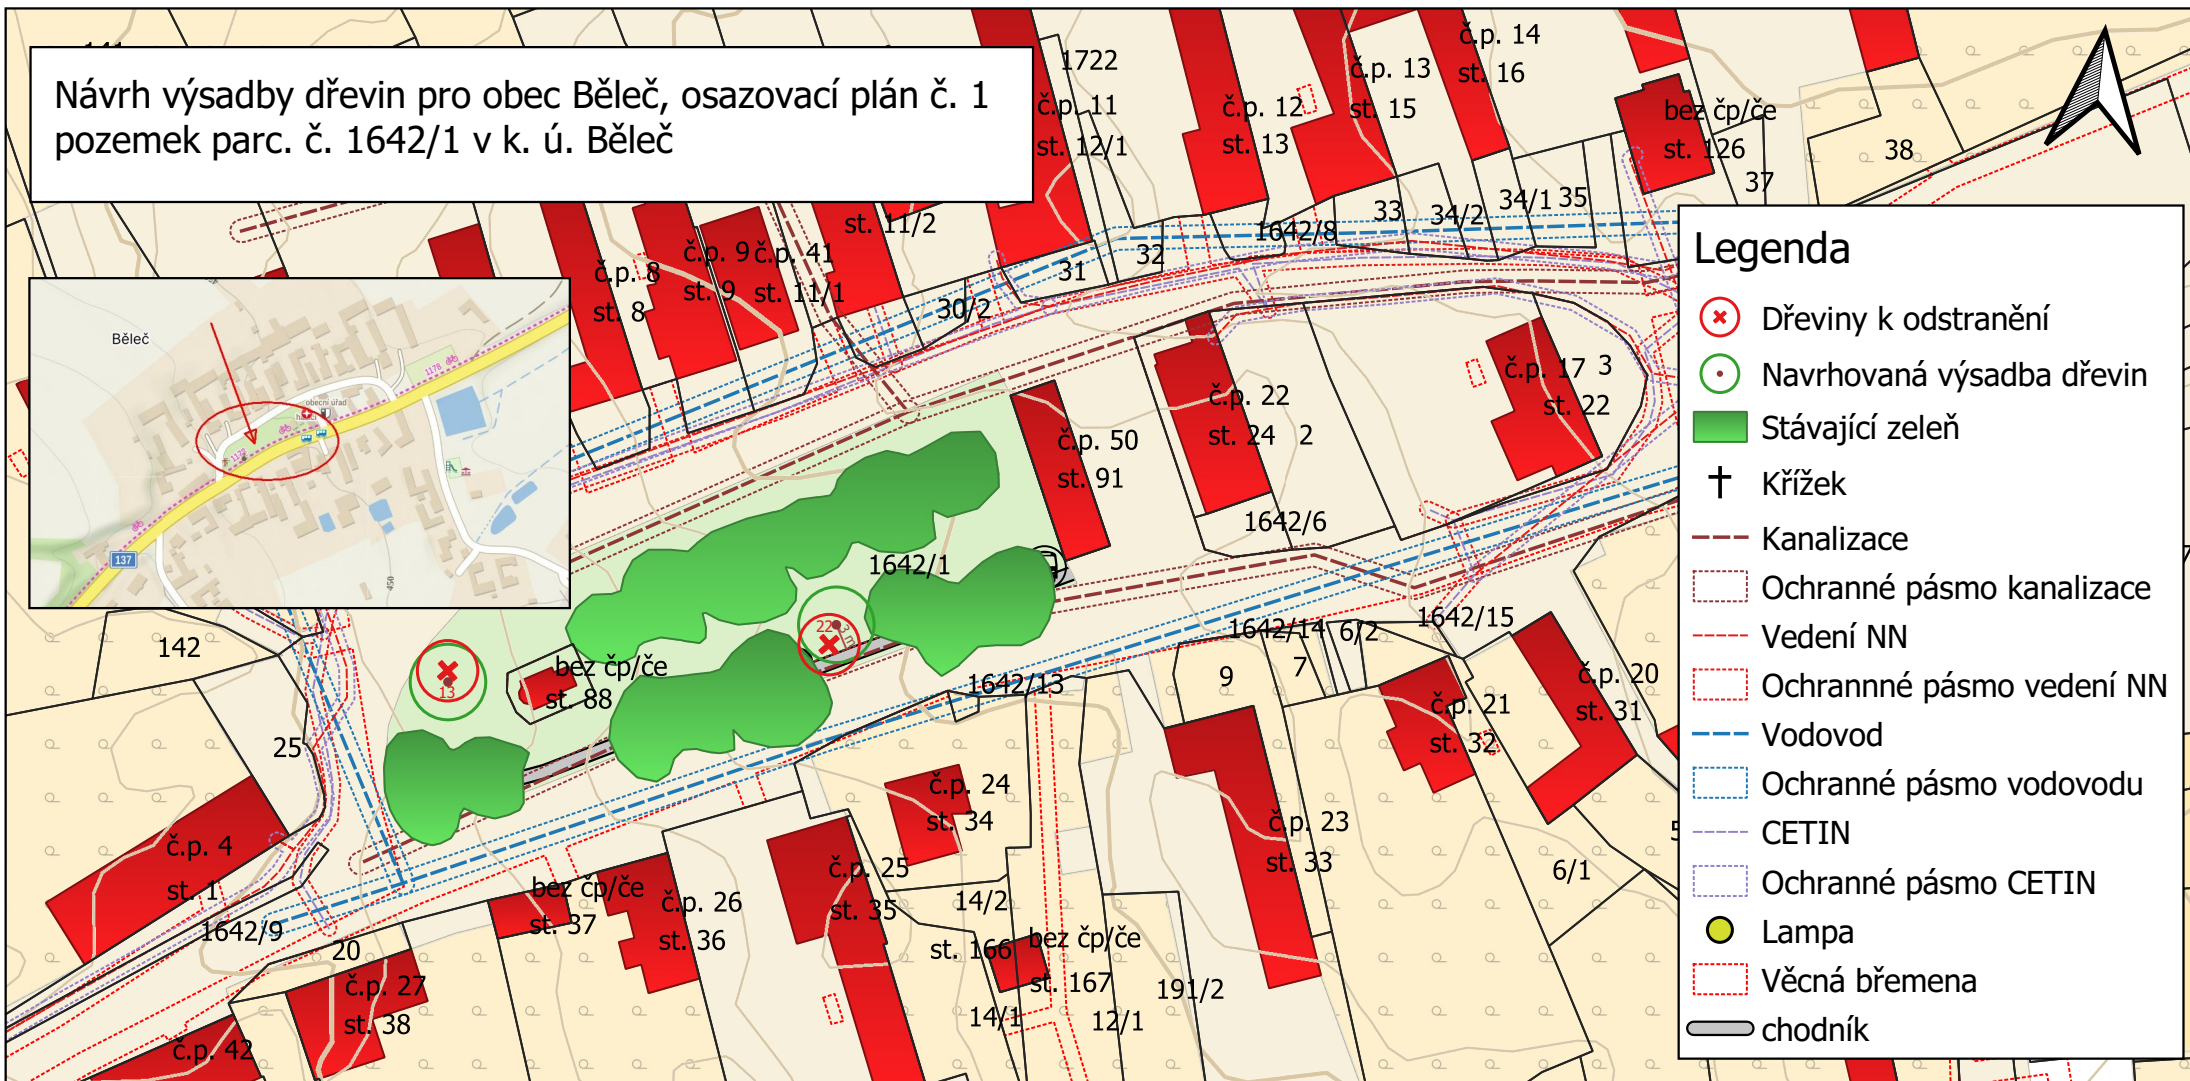 Návrh výsadby dřevin pro obec Běleč, osazovací plán č. 1
pozemek parc. č. 1642/1 v k. ú. Běleč
1722
č.p. 11
st. 12/1
č.p. 12
st. 13
č.p. 13
st. 15
č.p. 14
st. 16
bez čp/če
st. 126
37
38
st. 11/2
č.p. 8
st. 8
č.p. 9
st. 9
č.p. 41
st. 11/1
30/2
31
32
1642/8
33
34/2
34/1
35
Běleč
obecní úřad
1178
1122
137
450
č.p. 50
st. 91
č.p. 22
st. 24
2
č.p. 17
3
st. 22
1642/6
1642/1
142
25
13
22
3 m
bez čp/če
st. 88
1642/13
1642/14
6/2
1642/15
9
7
č.p. 20
st. 31
č.p. 21
st. 32
č.p. 24
st. 34
č.p. 23
st. 33
6/1
č.p. 4
st. 1
1642/9
20
bez čp/če
st. 37
č.p. 26
st. 36
č.p. 25
st. 35
14/2
st. 166
bez čp/če
st. 167
14/1
12/1
191/2
č.p. 27
st. 38
č.p. 42
Legenda
Dřeviny k odstranění
Navrhovaná výsadba dřevin
Stávající zeleň
Křížek
Kanalizace
Ochranné pásmo kanalizace
Vedení NN
Ochrannné pásmo vedení NN
Vodovod
Ochranné pásmo vodovodu
CETIN
Ochranné pásmo CETIN
Lampa
Věcná břemena
chodník